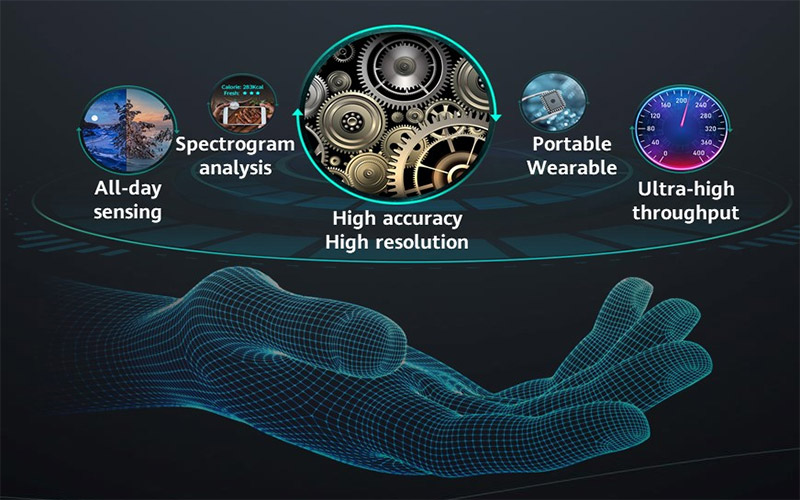 Calorie: 283Kcal
Fresh: ★ ★ ★
All-day
sensing
Spectrogram
analysis
High accuracy
High resolution
Portable
Wearable
0
40
80
120
160
200
240
280
320
360
400
Ultra-high
throughput